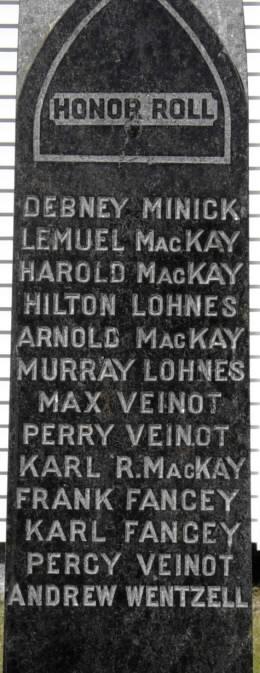 HONOR ROLL
DEBNEY MINICK
LEMUEL MacKAY
HAROLD MacKAY
HILTON LOHNES
ARNOLD MacKAY
MURRAY LOHNES
MAX VEINOT
PERRY VEINOT
KARL R. MacKAY
FRANK FANCEY
KARL FANCEY
PERCY VEINOT
ANDREW WENTZELL